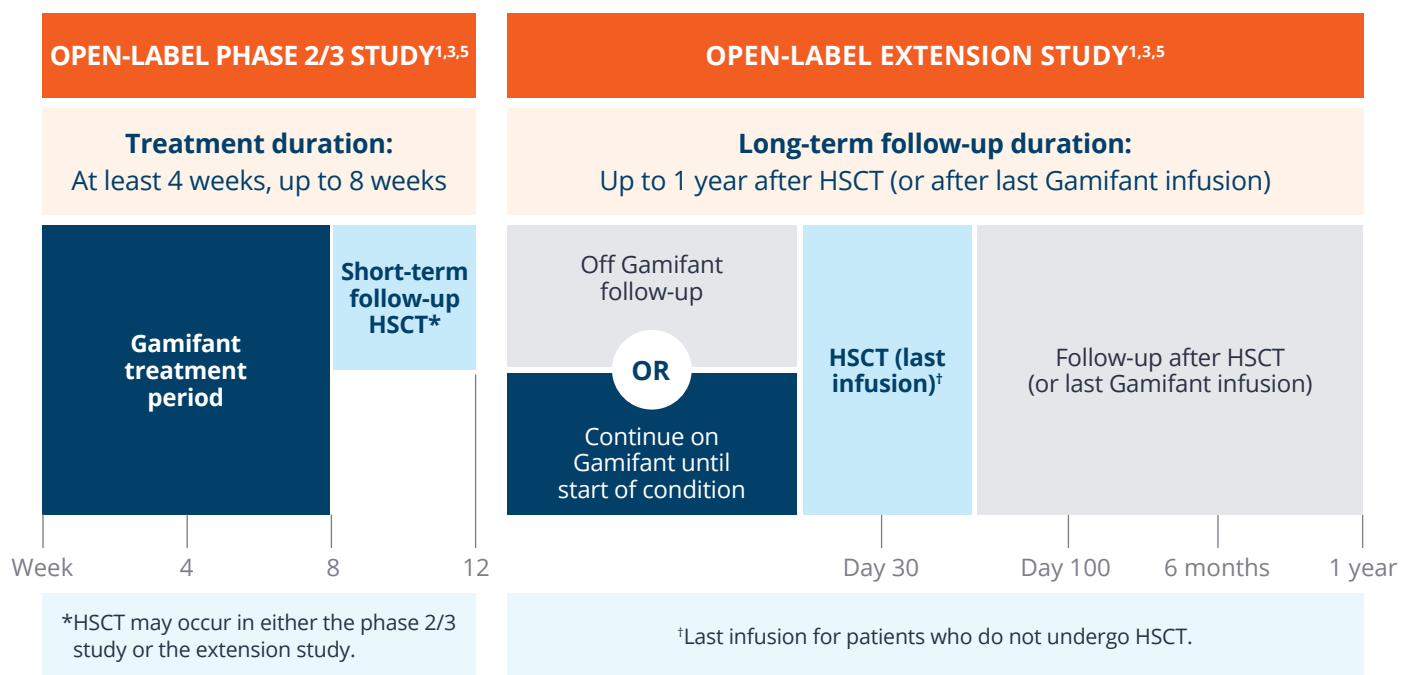 OPEN-LABEL PHASE 2/3 STUDY1,3,5
Treatment duration:
At least 4 weeks, up to 8 weeks
Gamifant
treatment
period
Short-term
follow-up
HSCT*
Week
4
8
12
*HSCT may occur in either the phase 2/3
study or the extension study.
OPEN-LABEL EXTENSION STUDY1,3,5
Long-term follow-up duration:
Up to 1 year after HSCT (or after last Gamifant infusion)
Off Gamifant
follow-up
OR
Continue on
Gamifant until
start of condition
HSCT (last
infusion)†
Follow-up after HSCT
(or last Gamifant infusion)
Day 30
Day 100
6 months
1 year
†Last infusion for patients who do not undergo HSCT.